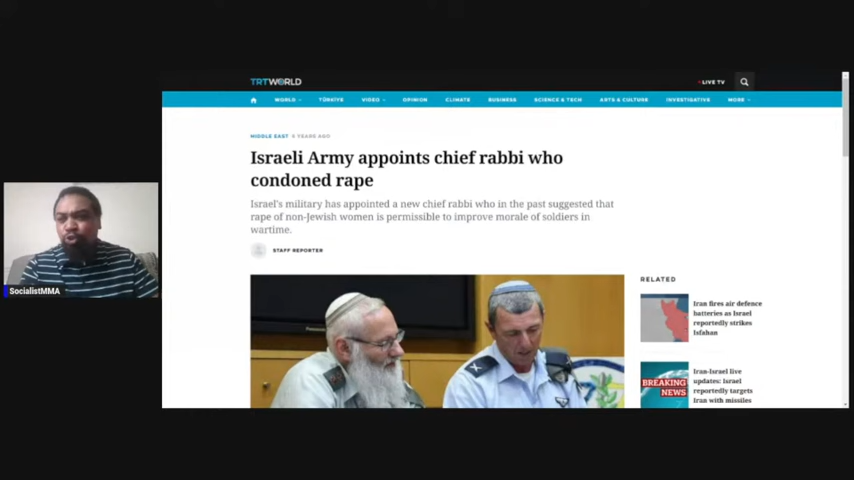 TRTWORLD
LIVE TV
WORLD TÜRKİYE VIDEO OPINION CLIMATE BUSINESS SCIENCE & TECH ARTS & CULTURE INVESTIGATIVE MORE
MIDDLE EAST
YEARS AGO
Israeli Army appoints chief rabbi who
condoned rape
Israel's military has appointed a new chief rabbi who in the past suggested that
rape of non-Jewish women is permissible to improve morale of soldiers in
wartime.
STAFF REPORTER
RELATED
Iran fires air defence
batteries as Israel
reportedly strikes
Isfahan
BREAKING
NEWS
Iran-Israel live
updates: Israel
reportedly targets
Iran with missiles
SocialistMMA